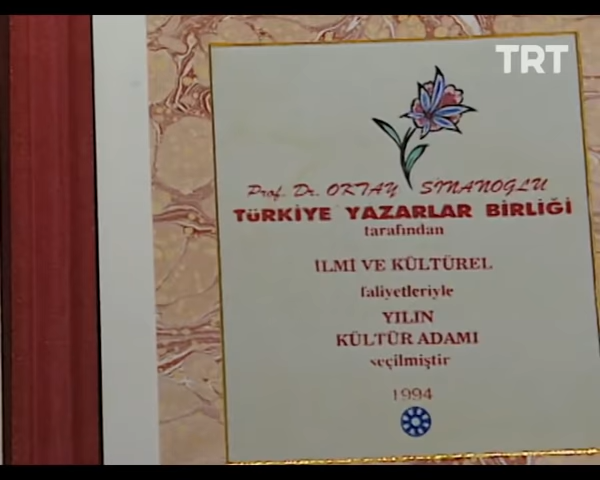 TRT
Prof. Dr. OKTAY SİNANOGLU
TÜRKİYE YAZARLAR BİRLİĞİ
tarafından
İLMİ VE KÜLTÜREL
faliyetleriyle
YILIN
KÜLTÜR ADAMI
seçilmiştir
1994